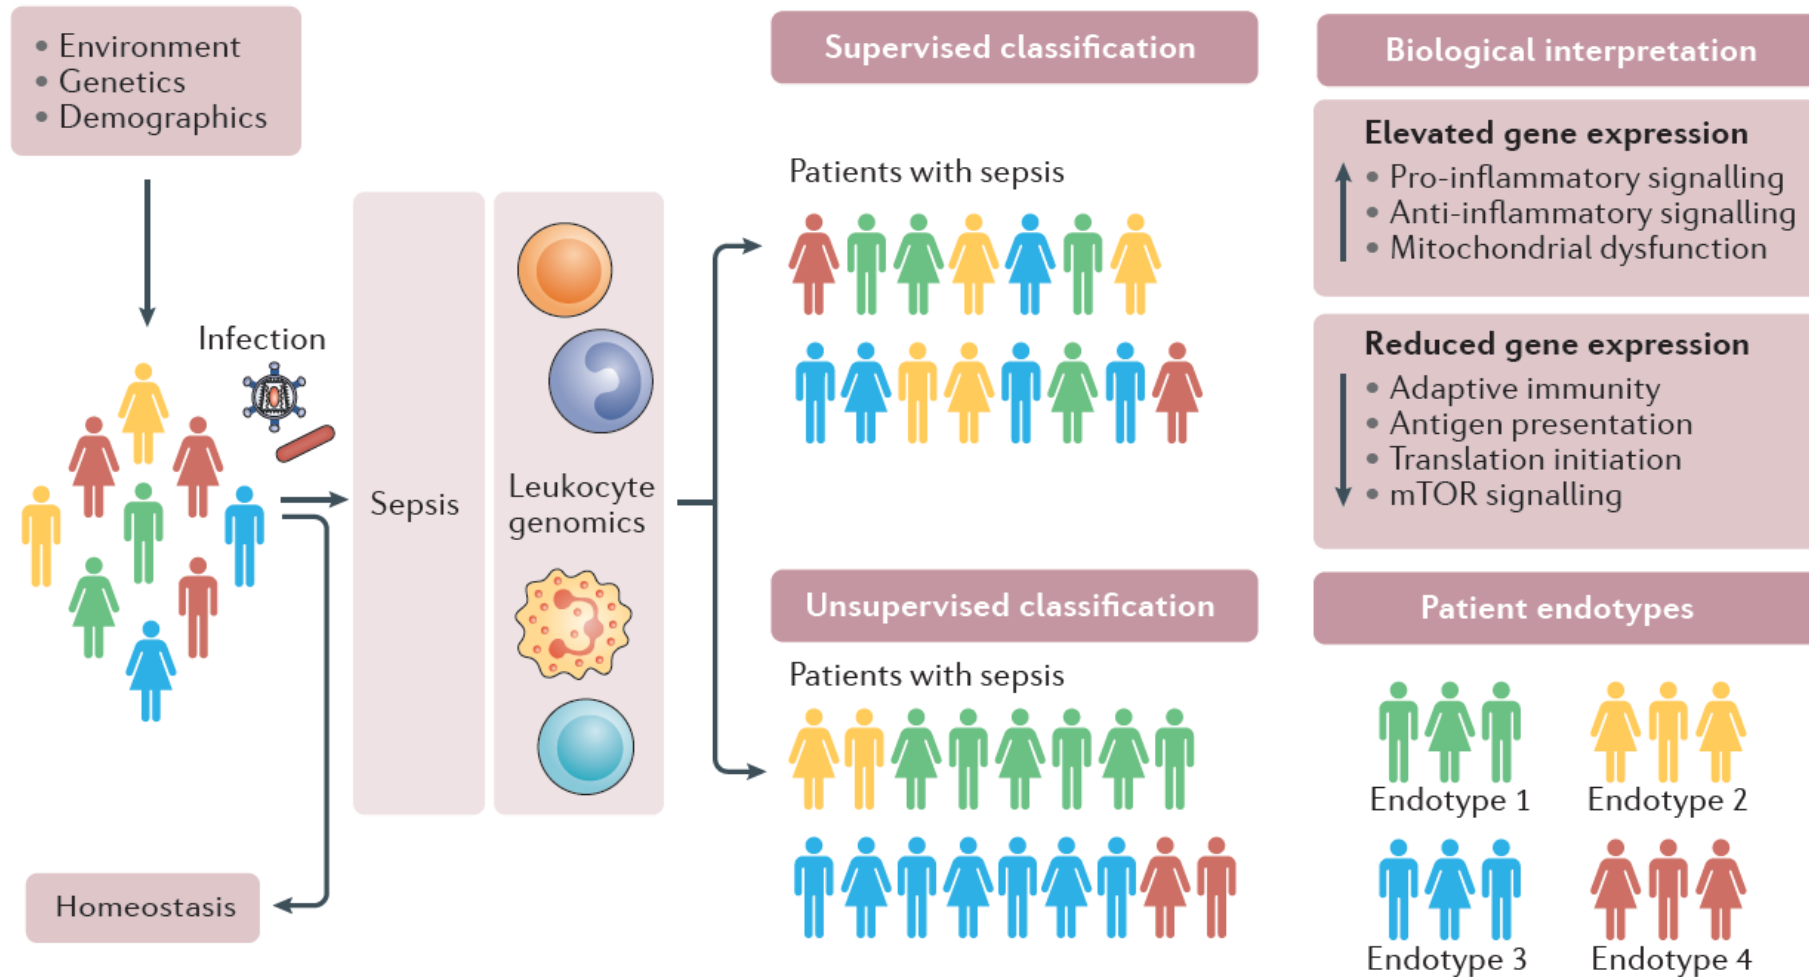 • Environment
• Genetics
• Demographics
Infection
Sepsis
Leukocyte
genomics
Homeostasis
Supervised classification
Patients with sepsis
Unsupervised classification
Patients with sepsis
Biological interpretation
Elevated gene expression
• Pro-inflammatory signalling
• Anti-inflammatory signalling
• Mitochondrial dysfunction
Reduced gene expression
• Adaptive immunity
• Antigen presentation
• Translation initiation
• mTOR signalling
Patient endotypes
Endotype 1
Endotype 2
Endotype 3
Endotype 4